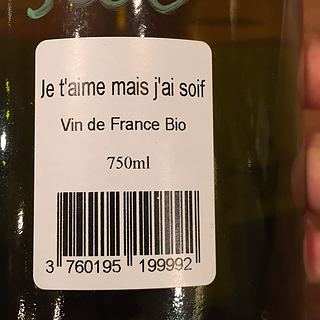 Je t'aime mais j'ai soif
Vin de France Bio
750ml
3 760195 199992